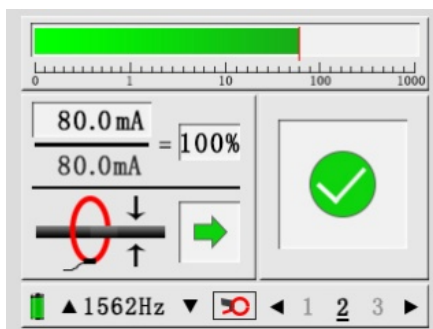 0 1 10 100 1000
80.0mA
= 100%
80.0mA
▲1562Hz ▼ ◄ 1 2 3 ►